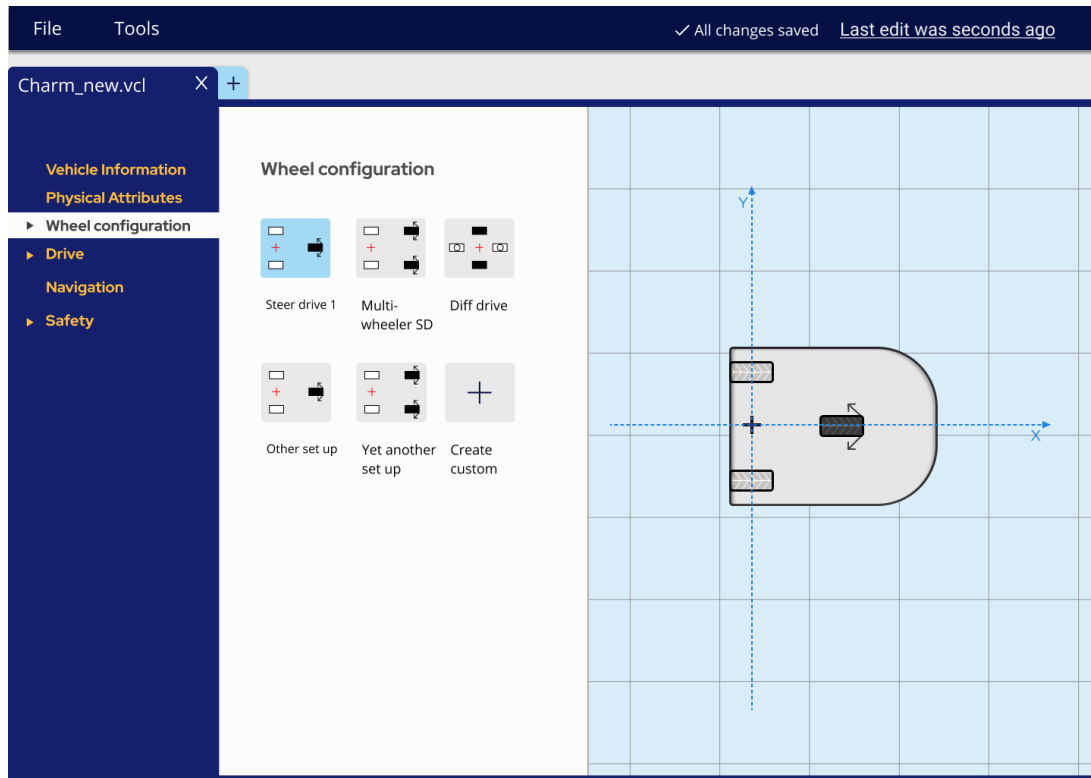 File Tools
✓ All changes saved Last edit was seconds ago
Charm_new.vcl X +
Vehicle Information
Physical Attributes
Wheel configuration
Drive
Navigation
Safety
Wheel configuration
Steer drive 1
Multi-
wheeler SD
Diff drive
Other set up
Yet another
set up
Create
custom
Y
X